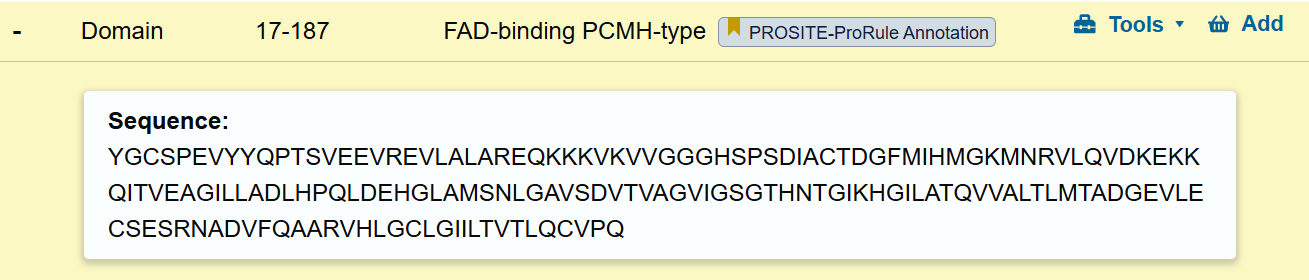 - Domain 17-187 FAD-binding PCMH-type PROSITE-ProRule Annotation Tools Add
Sequence:
YGCSPEVYYQPTSVEEVREVLALAREQKKKVKVVGGGHSPSDIACTDGFMIHMGKMNRVLQVDKEKK
QITVEAGILLADLHPQLDEHGLAMSNLGAVSDVTVAGVIGSGTHNTGIKHGILATQVVALTLMTADGEVLE
CSESRNADVFQAARVHLGCLGIILTVTLQCVPQ